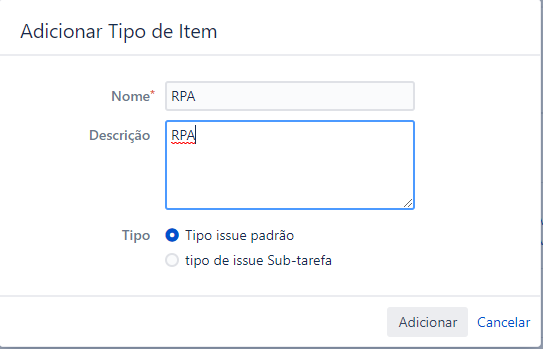 Adicionar Tipo de Item
Nome* RPA
Descrição RPA
Tipo Tipo issue padrão
tipo de issue Sub-tarefa
Adicionar Cancelar